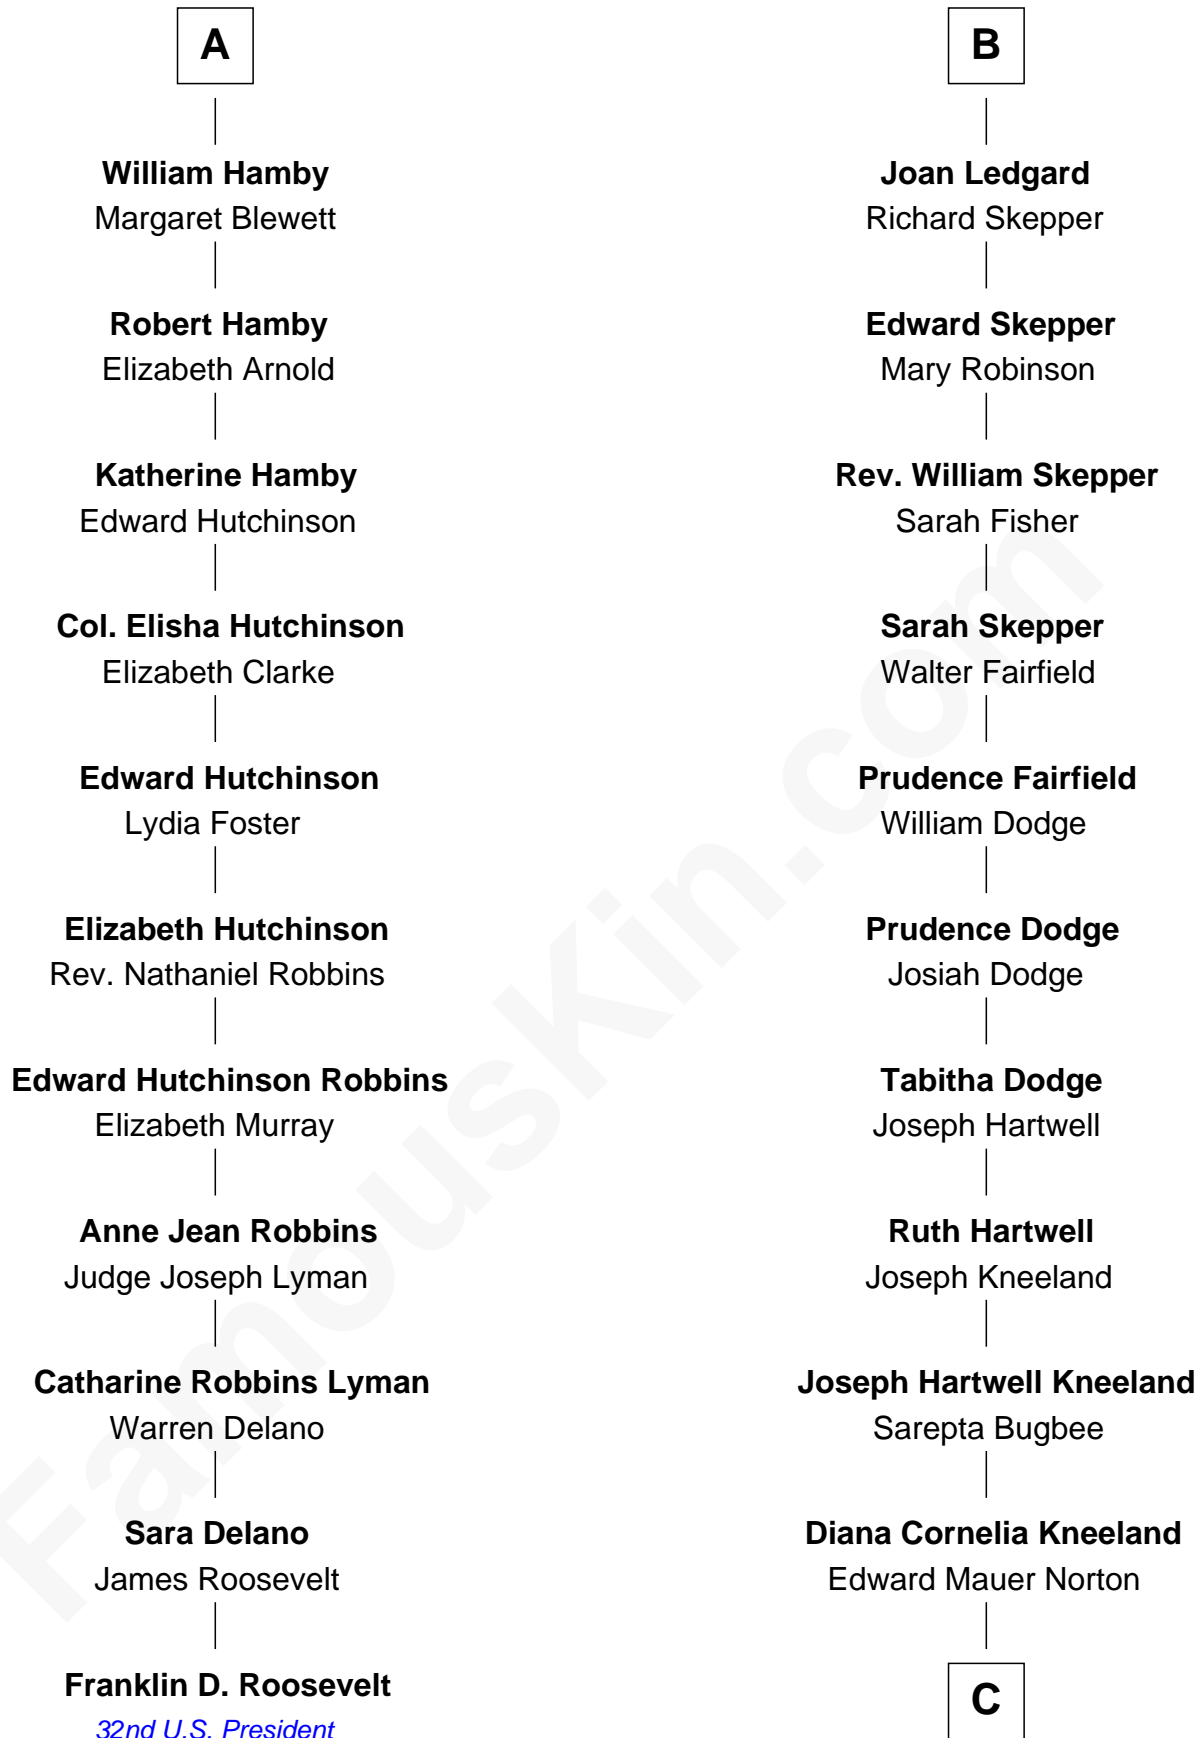 A
William Hamby
Margaret Blewett
Robert Hamby
Elizabeth Arnold
Katherine Hamby
Edward Hutchinson
Col. Elisha Hutchinson
Elizabeth Clarke
Edward Hutchinson
Lydia Foster
Elizabeth Hutchinson
Rev. Nathaniel Robbins
Edward Hutchinson Robbins
Elizabeth Murray
Anne Jean Robbins
Judge Joseph Lyman
Catharine Robbins Lyman
Warren Delano
Sara Delano
James Roosevelt
Franklin D. Roosevelt
32nd U.S. President
B
Joan Ledgard
Richard Skepper
Edward Skepper
Mary Robinson
Rev. William Skepper
Sarah Fisher
Sarah Skepper
Walter Fairfield
Prudence Fairfield
William Dodge
Prudence Dodge
Josiah Dodge
Tabitha Dodge
Joseph Hartwell
Ruth Hartwell
Joseph Kneeland
Joseph Hartwell Kneeland
Sarepta Bugbee
Diana Cornelia Kneeland
Edward Mauer Norton
C
FamousKin.com